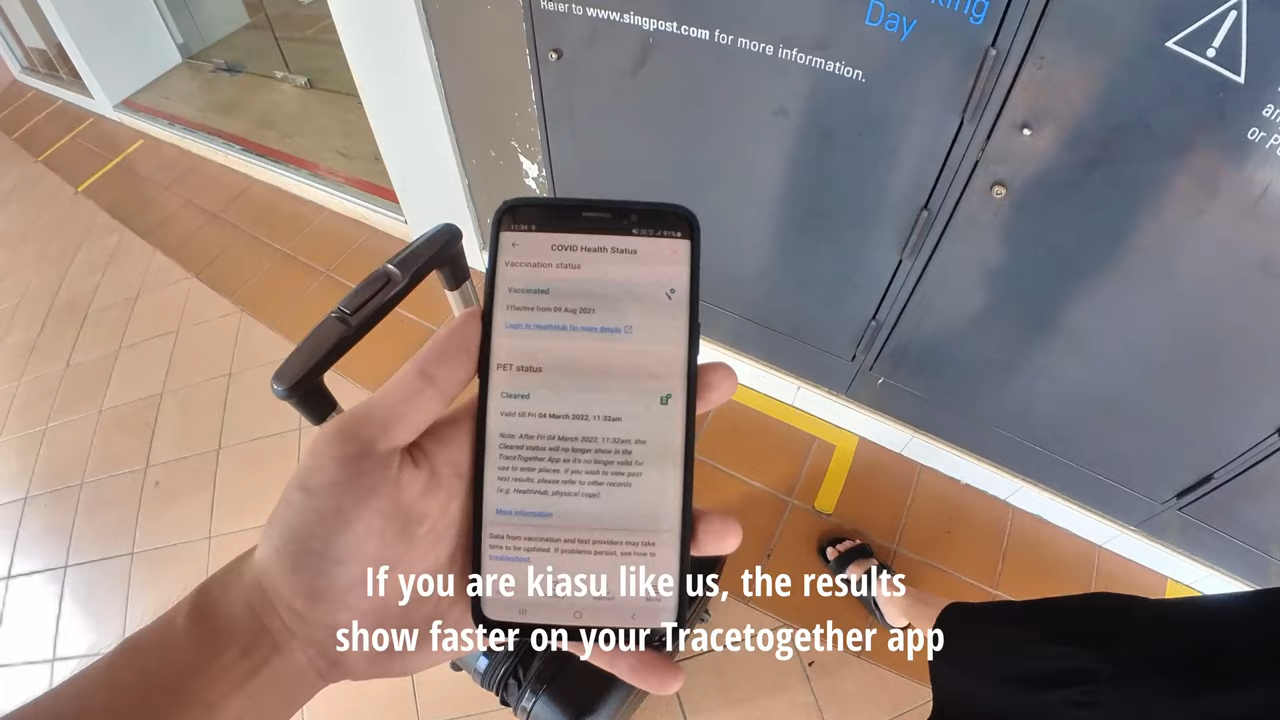 king
Day
Refer to www.singpost.com for more information.
an
or P
11:34
91%
COVID Health Status
Vaccination status
Vaccinated
Effective from 09 Aug 2021
Login to HealthHub for more details
PET status
Cleared
Valid till Fri 04 March 2022, 11:32am
Note: After Fri 04 March 2022, 11:32am, this
Cleared status will no longer show in the
TraceTogether App as it's no longer valid for
use to enter places. If you wish to view past
test results, please refer to other records
(e.g. HealthHub, physical copy).
More information
Data from vaccination and test providers may take
time to be updated. If problems persist, see how to
troubleshoot.
If you are kiasu like us, the results
show faster on your Tracetogether app